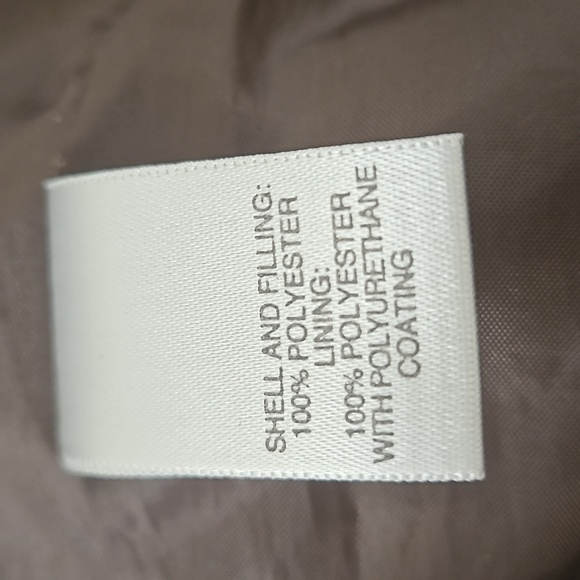 SHELL AND FILLING:
100% POLYESTER
LINING:
100% POLYESTER
WITH POLYURETHANE
COATING